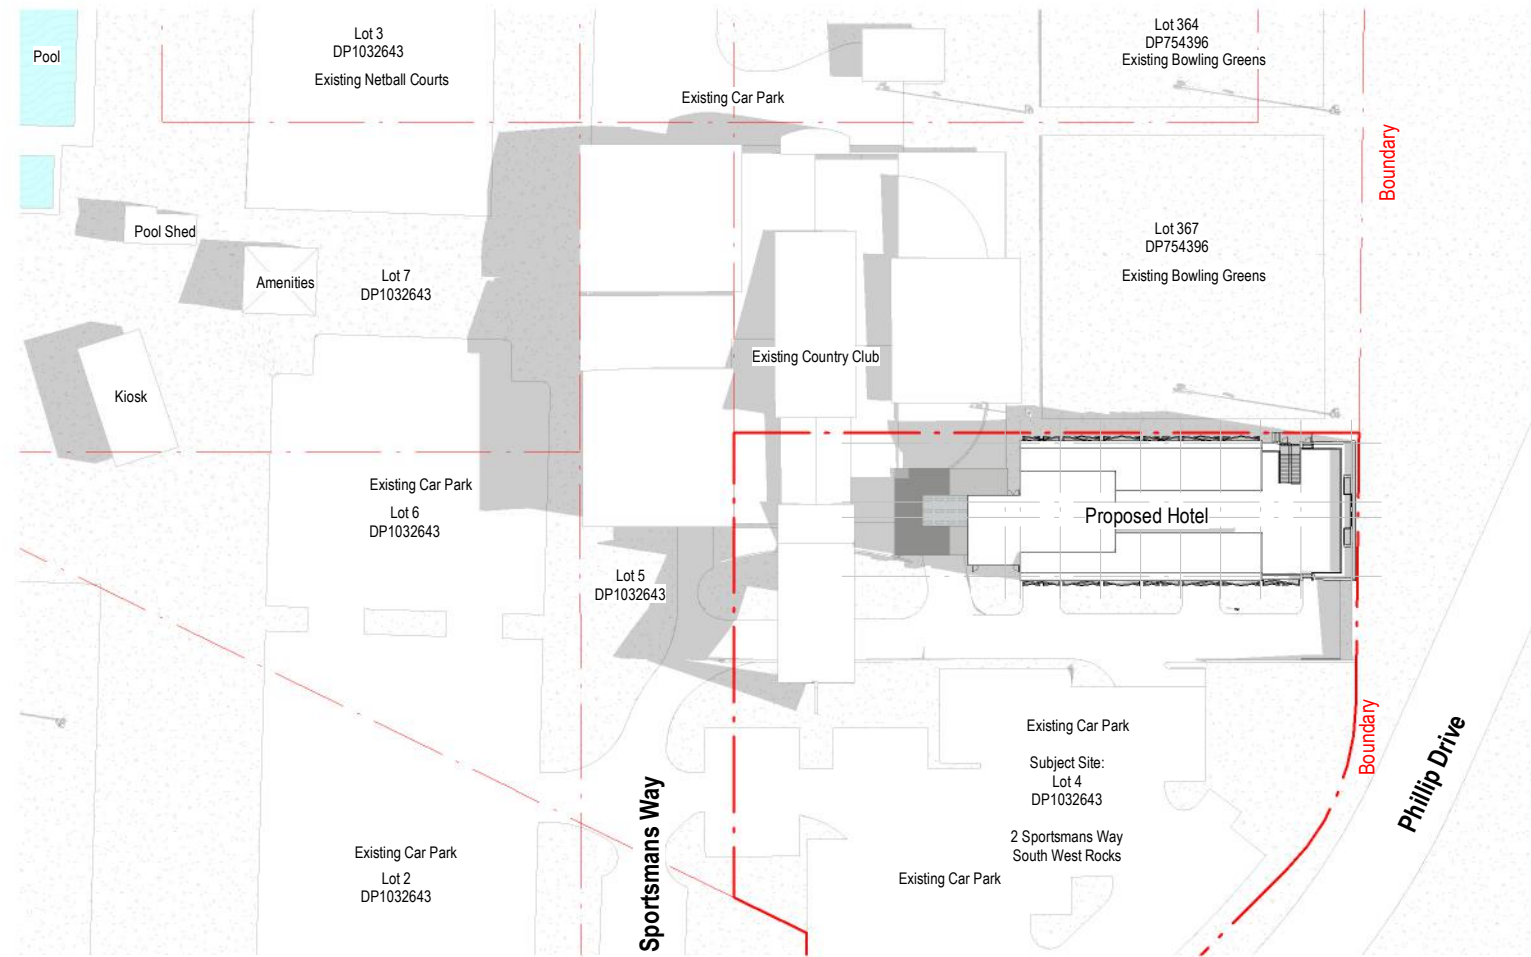 Lot 3
DP1032643
Existing Netball Courts
Lot 364
DP754396
Existing Bowling Greens
Pool
Existing Car Park
Boundary
Pool Shed
Lot 367
DP754396
Existing Bowling Greens
Amenities
Lot 7
DP1032643
Existing Country Club
Kiosk
Existing Car Park
Lot 6
DP1032643
Proposed Hotel
Lot 5
DP1032643
Existing Car Park
Subject Site:
Lot 4
DP1032643
2 Sportsmans Way
South West Rocks
Boundary
Phillip Drive
Sportsmans Way
Existing Car Park
Lot 2
DP1032643
Existing Car Park